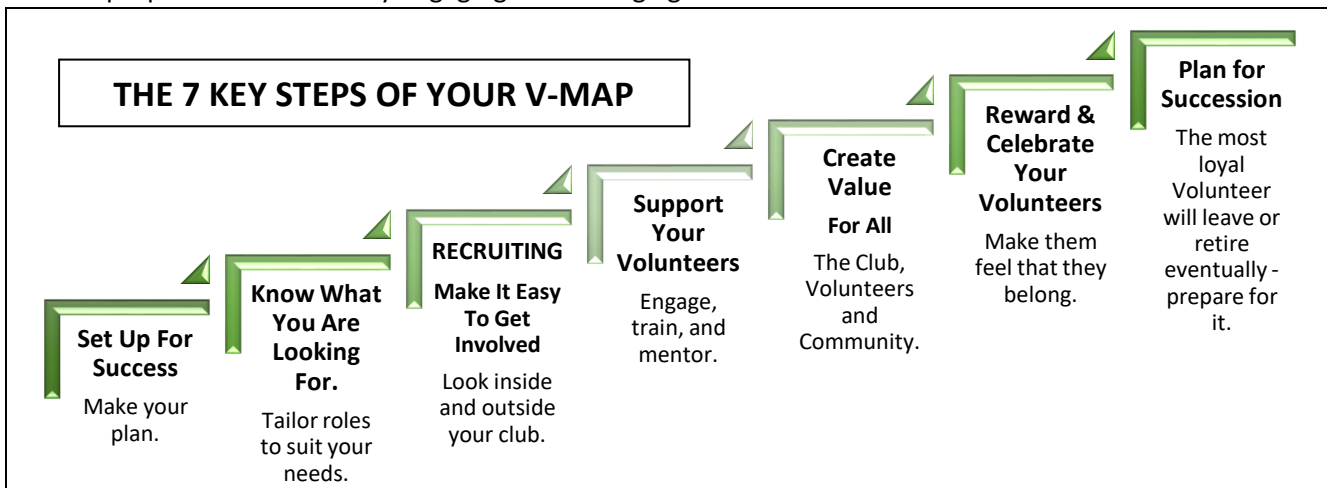 THE 7 KEY STEPS OF YOUR V-MAP
Set Up For
Success
Make your
plan.
Know What
You Are
Looking
For.
Tailor roles
to suit your
needs.
RECRUITING
Make It Easy
To Get
Involved
Look inside
and outside
your club.
Support
Your
Volunteers
Engage,
train, and
mentor.
Create
Value
For All
The Club,
Volunteers
and
Community.
Reward &
Celebrate
Your
Volunteers
Make them
feel that they
belong.
Plan for
Succession
The most
loyal
Volunteer
will leave or
retire
eventually -
prepare for
it.